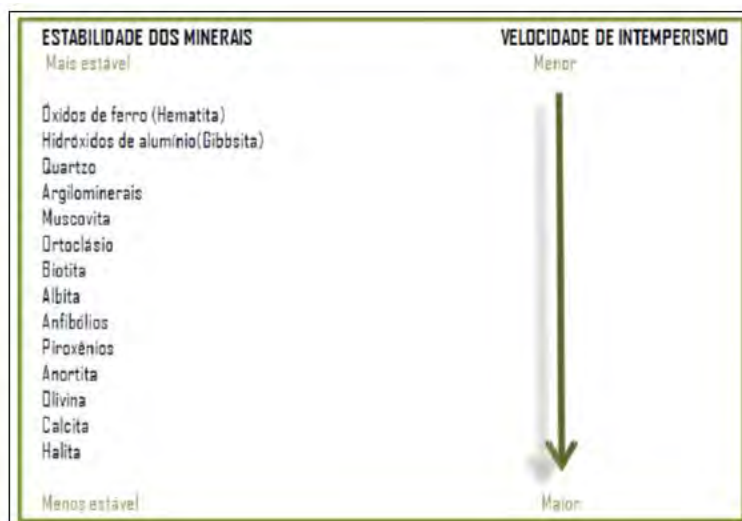 ESTABILIDADE DOS MINERAIS VELOCIDADE DE INTEMPERISMO
Mais estável Menor
Óxidos de ferro (Hematita)
Hidróxidos de alumínio(Gibbsita)
Quartzo
Argilominerais
Muscovita
Ortoclásio
Biotita
Albita
Anfibólios
Piroxênios
Anortita
Olivina
Calcita
Halita
Menos estável Maior